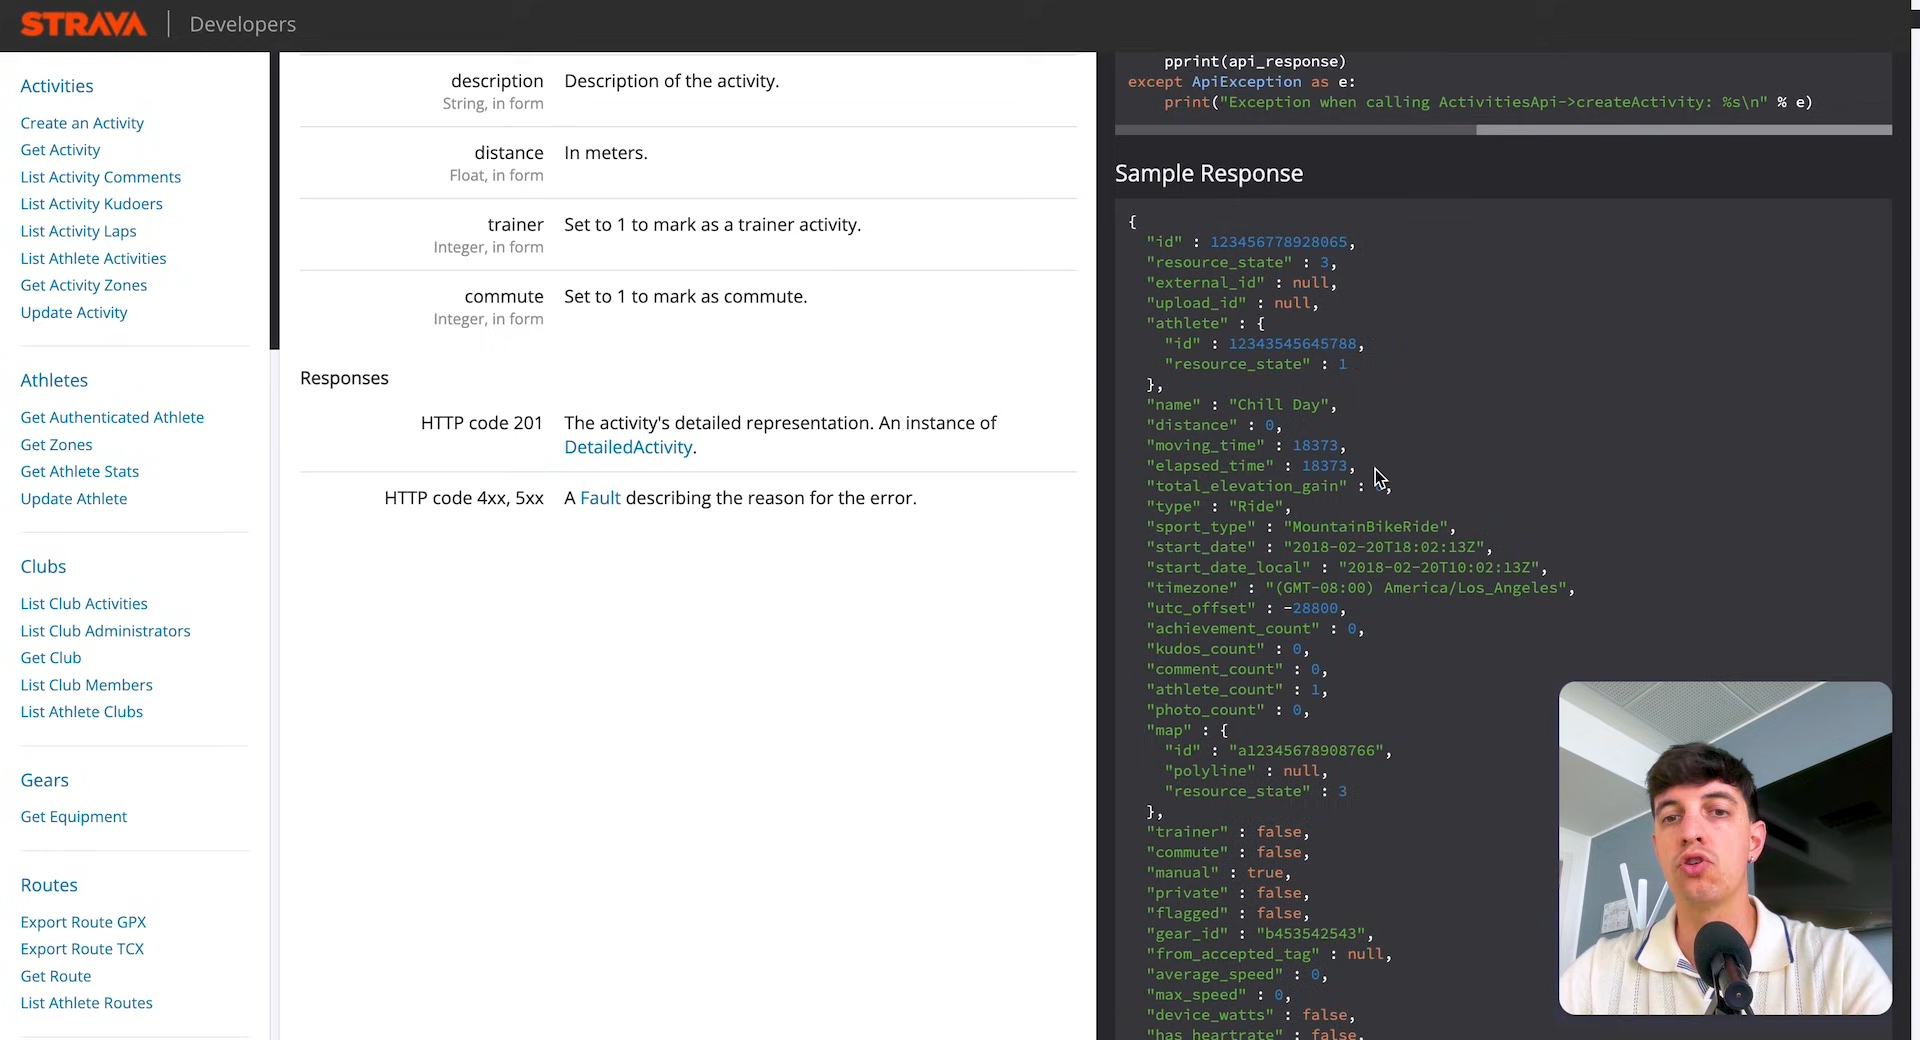 STRAVA | Developers
Activities
Create an Activity
Get Activity
List Activity Comments
List Activity Kudoers
List Activity Laps
List Athlete Activities
Get Activity Zones
Update Activity
Athletes
Get Authenticated Athlete
Get Zones
Get Athlete Stats
Update Athlete
Clubs
List Club Activities
List Club Administrators
Get Club
List Club Members
List Athlete Clubs
Gears
Get Equipment
Routes
Export Route GPX
Export Route TCX
Get Route
List Athlete Routes
description Description of the activity.
String, in form
distance In meters.
Float, in form
trainer Set to 1 to mark as a trainer activity.
Integer, in form
commute Set to 1 to mark as commute.
Integer, in form
Responses
HTTP code 201 The activity's detailed representation. An instance of
DetailedActivity.
HTTP code 4xx, 5xx A Fault describing the reason for the error.
pprint(api_response)
except ApiException as e:
print("Exception when calling ActivitiesApi->createActivity: %s\n" % e)
Sample Response
{
"id" : 123456778928065,
"resource_state" : 3,
"external_id" : null,
"upload_id" : null,
"athlete" : {
"id" : 12343545645788,
"resource_state" : 1
},
"name" : "Chill Day",
"distance" : 0,
"moving_time" : 18373,
"elapsed_time" : 18373,
"total_elevation_gain" : ,
"type" : "Ride",
"sport_type" : "MountainBikeRide",
"start_date" : "2018-02-20T18:02:13Z",
"start_date_local" : "2018-02-20T10:02:13Z",
"timezone" : "(GMT-08:00) America/Los_Angeles",
"utc_offset" : -28800,
"achievement_count" : 0,
"kudos_count" : 0,
"comment_count" : 0,
"athlete_count" : 1,
"photo_count" : 0,
"map" : {
"id" : "a12345678908766",
"polyline" : null,
"resource_state" : 3
},
"trainer" : false,
"commute" : false,
"manual" : true,
"private" : false,
"flagged" : false,
"gear_id" : "b453542543",
"from_accepted_tag" : null,
"average_speed" : 0,
"max_speed" : 0,
"device_watts" : false,
"has_heartrate" : false,